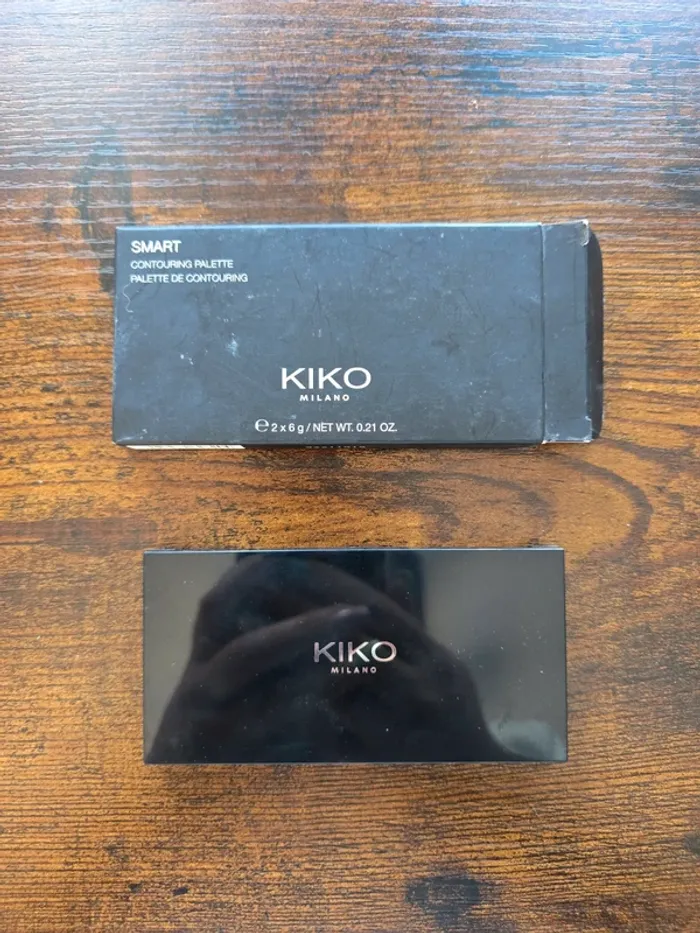 SMART
CONTOURING PALETTE
PALETTE DE CONTOURING
KIKO
MILANO
℮ 2 x 6 g / NET WT. 0.21 OZ.
KIKO
MILANO